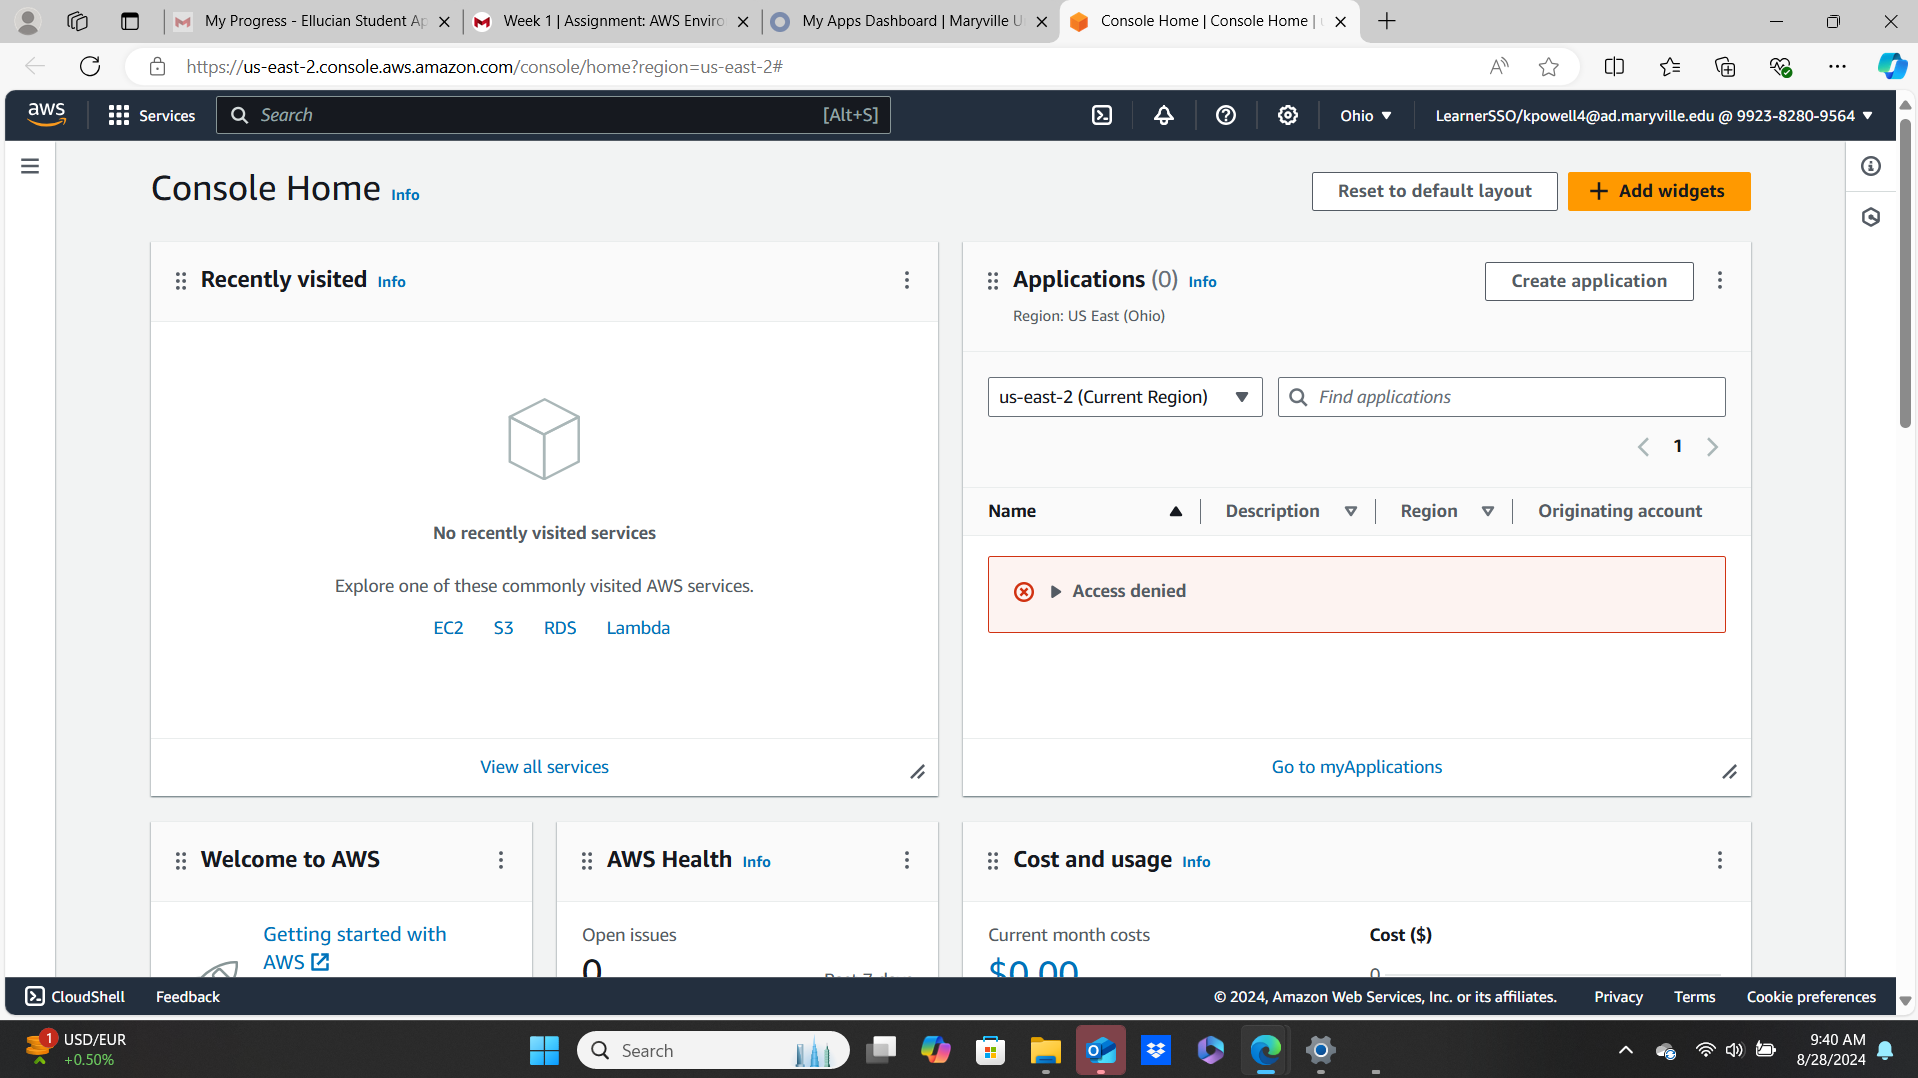 My Progress - Ellucian Student Ap
Week 1 | Assignment: AWS Enviro
My Apps Dashboard | Maryville U
Console Home | Console Home |
https://us-east-2.console.aws.amazon.com/console/home?region=us-east-2#
aws
Services
Search
[Alt+S]
Ohio
LearnerSSO/kpowell4@ad.maryville.edu @ 9923-8280-9564
Console Home Info
Reset to default layout
Add widgets
Recently visited Info
No recently visited services
Explore one of these commonly visited AWS services.
EC2 S3 RDS Lambda
View all services
Applications (0) Info
Create application
Region: US East (Ohio)
us-east-2 (Current Region)
Find applications
1
Name Description Region Originating account
Access denied
Go to myApplications
Welcome to AWS
Getting started with
AWS
AWS Health Info
Open issues
0
Past 7 days
Cost and usage Info
Current month costs
$0.00
Cost ($)
0
CloudShell
Feedback
© 2024, Amazon Web Services, Inc. or its affiliates.
Privacy
Terms
Cookie preferences
1
USD/EUR
+0.50%
Search
9:40 AM
8/28/2024